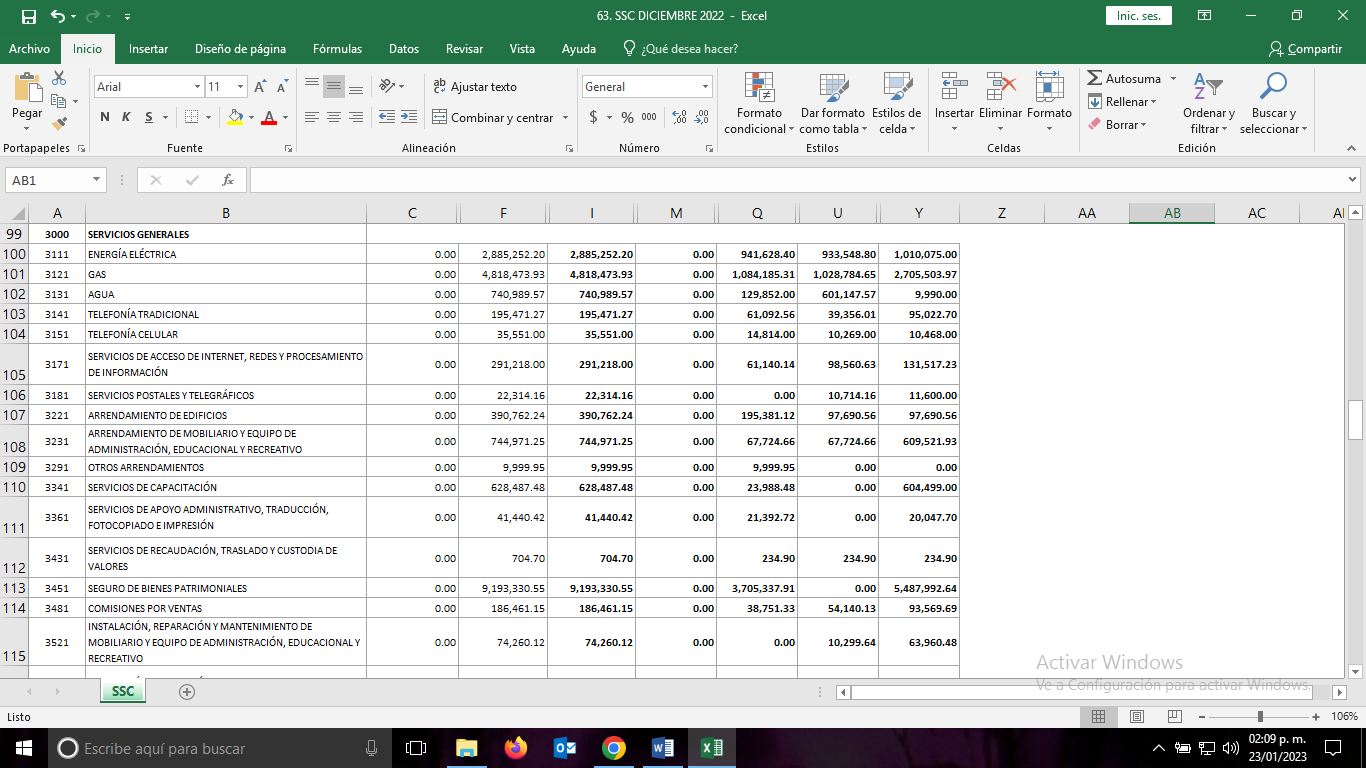 63. SSC DICIEMBRE 2022 - Excel
Inic. ses.
Archivo Inicio Insertar Diseño de página Fórmulas Datos Revisar Vista Ayuda ¿Qué desea hacer? Compartir
Pegar
Portapapeles
Arial 11
N K S
Fuente
Ajustar texto
Combinar y centrar
Alineación
General
$ % 000
Número
Formato condicional
Dar formato como tabla
Estilos de celda
Estilos
Insertar Eliminar Formato
Celdas
Autosuma
Rellenar
Borrar
Ordenar y filtrar
Buscar y seleccionar
Edición
AB1
fx
A B C F I M Q U Y Z AA AB AC
99 3000 SERVICIOS GENERALES
100 3111 ENERGÍA ELÉCTRICA 0.00 2,885,252.20 2,885,252.20 0.00 941,628.40 933,548.80 1,010,075.00
101 3121 GAS 0.00 4,818,473.93 4,818,473.93 0.00 1,084,185.31 1,028,784.65 2,705,503.97
102 3131 AGUA 0.00 740,989.57 740,989.57 0.00 129,852.00 601,147.57 9,990.00
103 3141 TELEFONÍA TRADICIONAL 0.00 195,471.27 195,471.27 0.00 61,092.56 39,356.01 95,022.70
104 3151 TELEFONÍA CELULAR 0.00 35,551.00 35,551.00 0.00 14,814.00 10,269.00 10,468.00
SERVICIOS DE ACCESO DE INTERNET, REDES Y PROCESAMIENTO
105 3171 DE INFORMACIÓN 0.00 291,218.00 291,218.00 0.00 61,140.14 98,560.63 131,517.23
106 3181 SERVICIOS POSTALES Y TELEGRÁFICOS 0.00 22,314.16 22,314.16 0.00 0.00 10,714.16 11,600.00
107 3221 ARRENDAMIENTO DE EDIFICIOS 0.00 390,762.24 390,762.24 0.00 195,381.12 97,690.56 97,690.56
ARRENDAMIENTO DE MOBILIARIO Y EQUIPO DE
108 3231 ADMINISTRACIÓN, EDUCACIONAL Y RECREATIVO 0.00 744,971.25 744,971.25 0.00 67,724.66 67,724.66 609,521.93
109 3291 OTROS ARRENDAMIENTOS 0.00 9,999.95 9,999.95 0.00 9,999.95 0.00 0.00
110 3341 SERVICIOS DE CAPACITACIÓN 0.00 628,487.48 628,487.48 0.00 23,988.48 0.00 604,499.00
SERVICIOS DE APOYO ADMINISTRATIVO, TRADUCCIÓN,
111 3361 FOTOCOPIADO E IMPRESIÓN 0.00 41,440.42 41,440.42 0.00 21,392.72 0.00 20,047.70
SERVICIOS DE RECAUDACIÓN, TRASLADO Y CUSTODIA DE
112 3431 VALORES 0.00 704.70 704.70 0.00 234.90 234.90 234.90
113 3451 SEGURO DE BIENES PATRIMONIALES 0.00 9,193,330.55 9,193,330.55 0.00 3,705,337.91 0.00 5,487,992.64
114 3481 COMISIONES POR VENTAS 0.00 186,461.15 186,461.15 0.00 38,751.33 54,140.13 93,569.69
INSTALACIÓN, REPARACIÓN Y MANTENIMIENTO DE
3521 MOBILIARIO Y EQUIPO DE ADMINISTRACIÓN, EDUCACIONAL Y 0.00 74,260.12 74,260.12 0.00 0.00 10,299.64 63,960.48
115 RECREATIVO
Activar Windows
Ve a Configuración para activar Windows.
SSC
Listo
106%
Escribe aquí para buscar
02:09 p. m.
23/01/2023